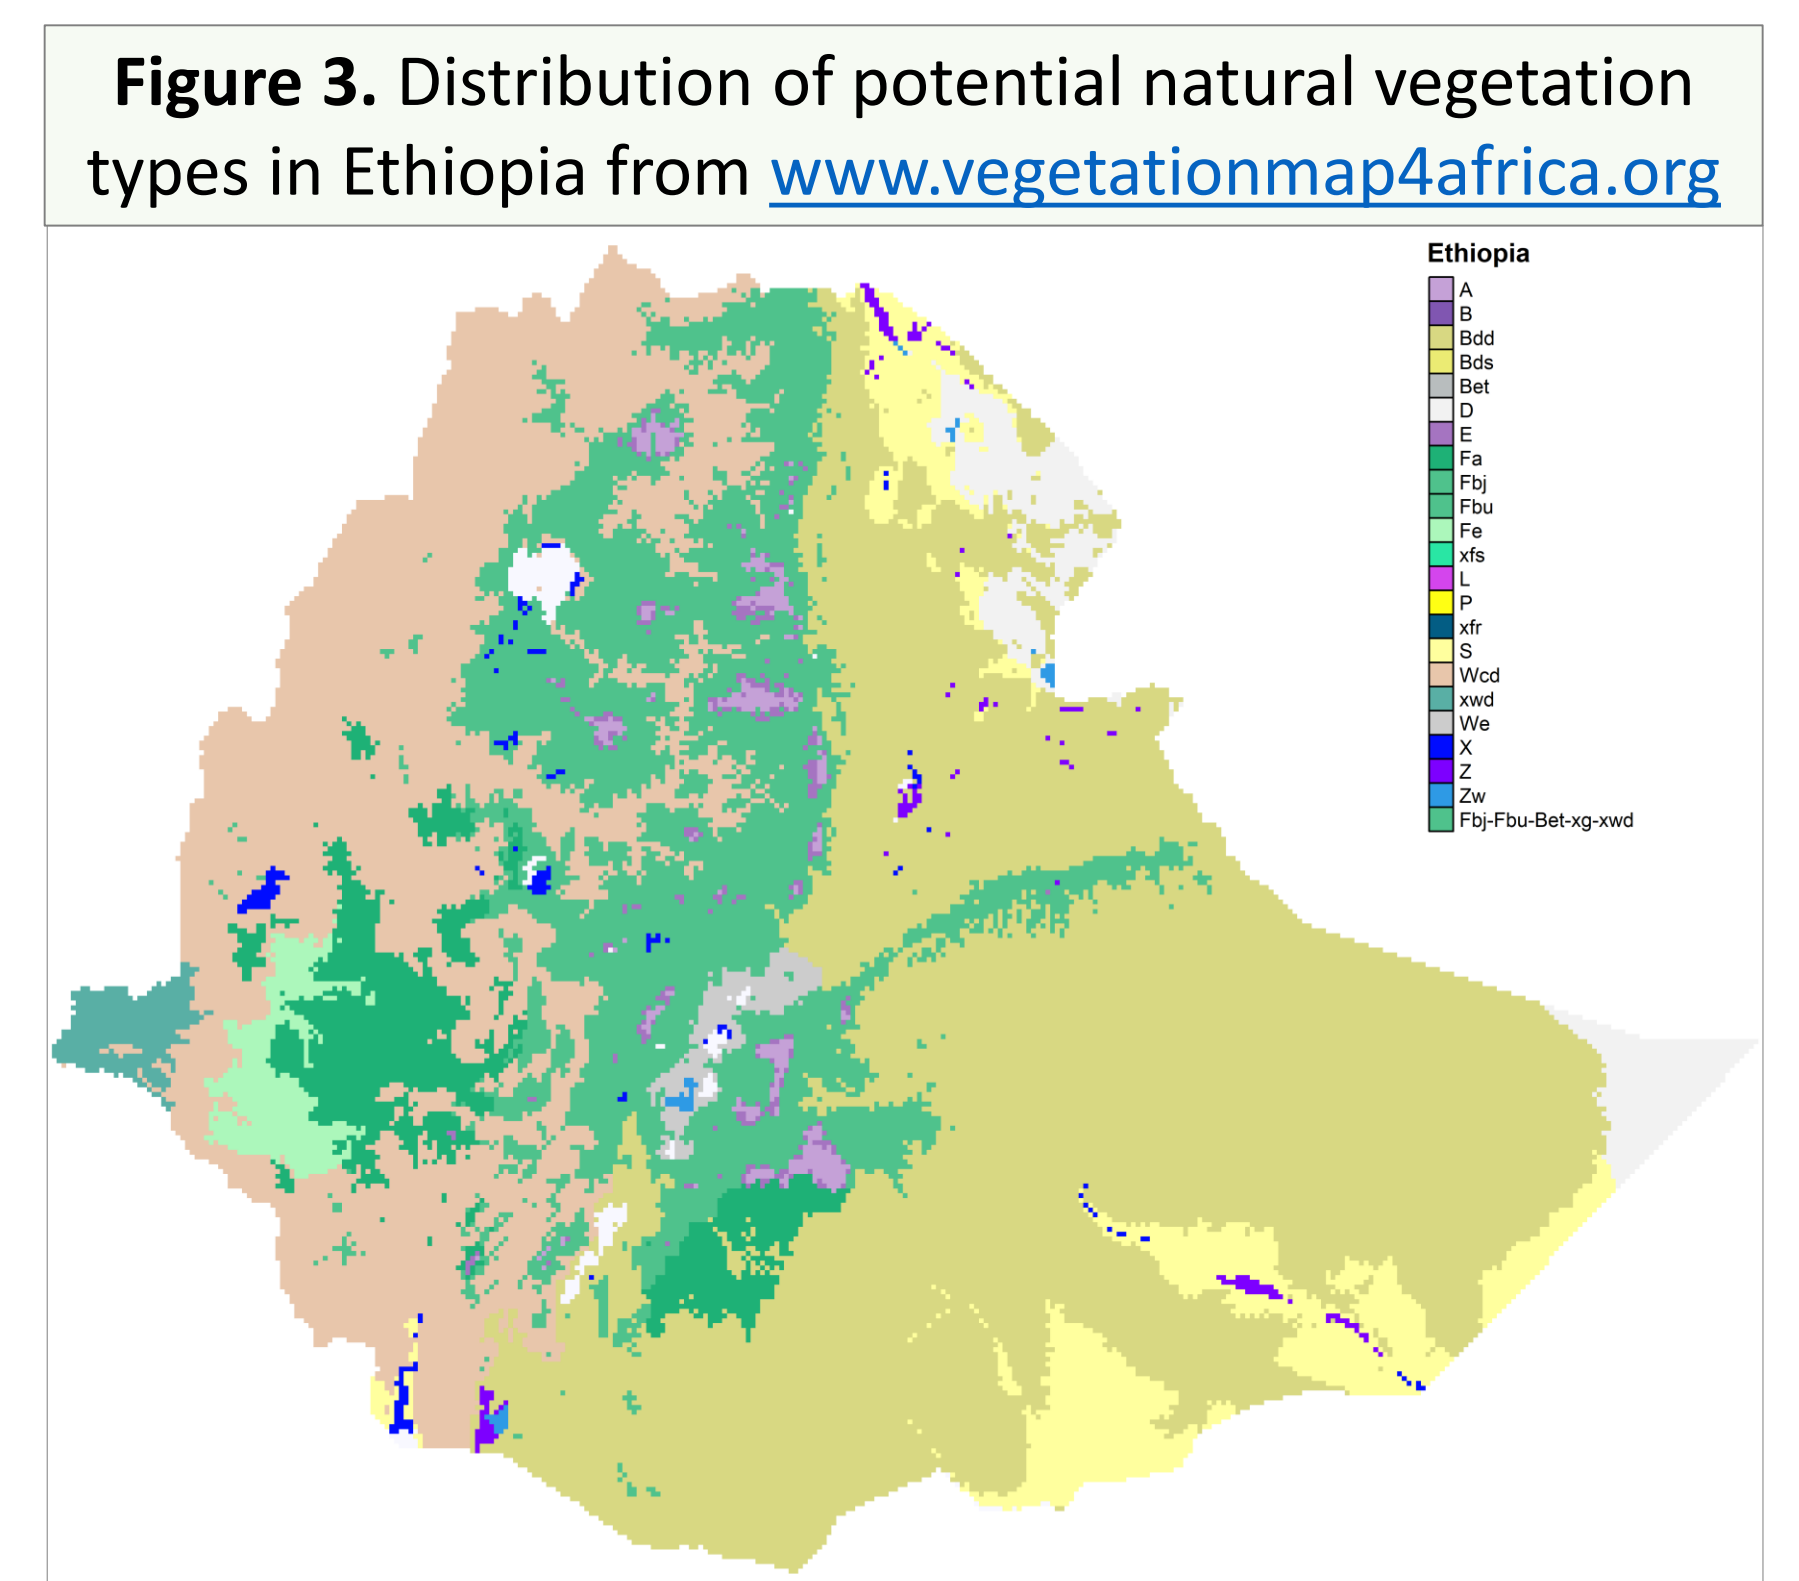 Figure 3. Distribution of potential natural vegetation
types in Ethiopia from www.vegetationmap4africa.org
Ethiopia
A
B
Bdd
Bds
Bet
D
E
Fa
Fbj
Fbu
Fe
xfs
L
P
xfr
S
Wcd
xwd
We
X
Z
Zw
Fbj-Fbu-Bet-xg-xwd